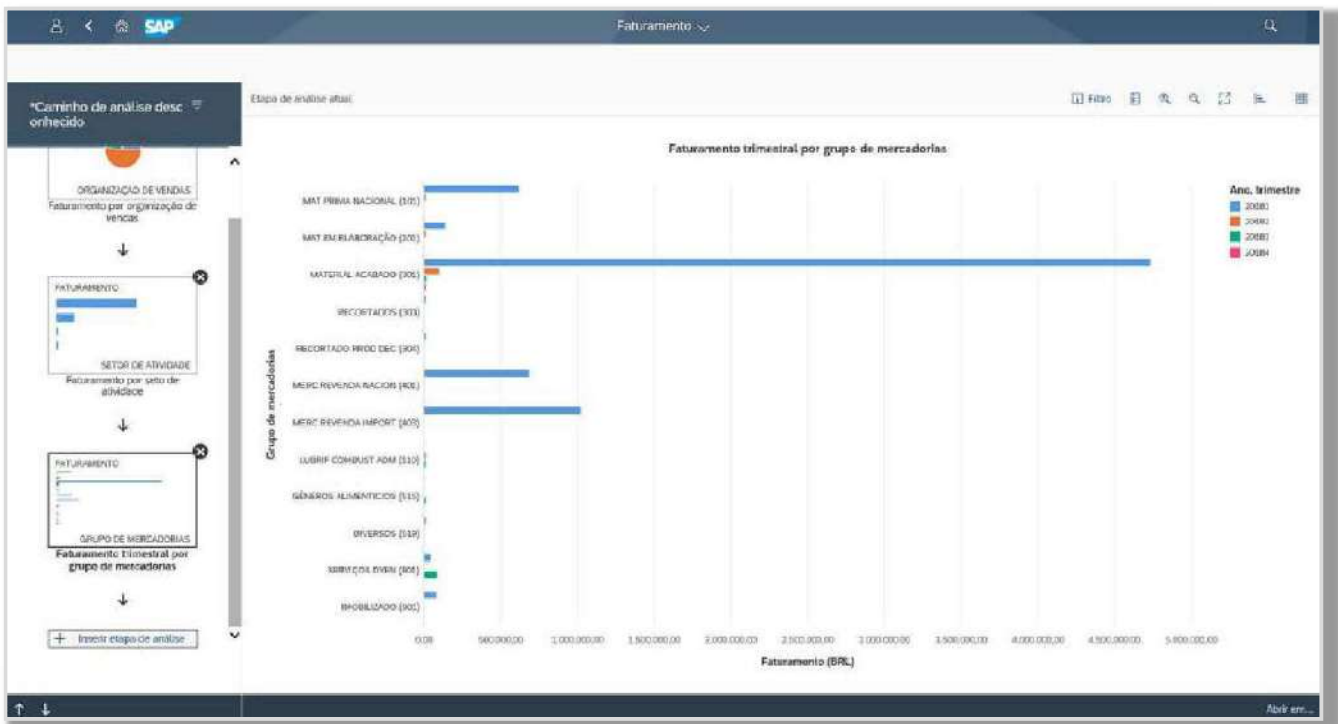 SAP
Faturamento
*Caminho de análise desc
onhecido
Etapa de análise atual
Filtro
ORGANIZAÇÃO DE VENDAS
Faturamento por organização de
vendas
FATURAMENTO
SETOR DE ATIVIDADE
Faturamento por seto de
atividade
FATURAMENTO
GRUPO DE MERCADORIAS
Faturamento trimestral por
grupo de mercadorias
+ Inserir etapa de análise
Faturamento trimestral por grupo de mercadorias
Grupo de mercadorias
MAT PRIMA NACIONAL (101)
MAT EM ELABORAÇÃO (201)
MATERIAL ACABADO (301)
RECORTADOS (303)
RECORTADO PROD DEC (304)
MERC REVENDA NACION (401)
MERC REVENDA IMPORT (403)
LUBRIF COMBUST ADM (510)
GÊNEROS ALIMENTICIOS (515)
DIVERSOS (519)
SERVIÇOS
IMOBILIZADO
0,00
500.000,00
1.000.000,00
1.500.000,00
2.000.000,00
2.500.000,00
3.000.000,00
3.500.000,00
4.000.000,00
4.500.000,00
5.000.000,00
Faturamento (BRL)
Ano, trimestre
Abrir em...